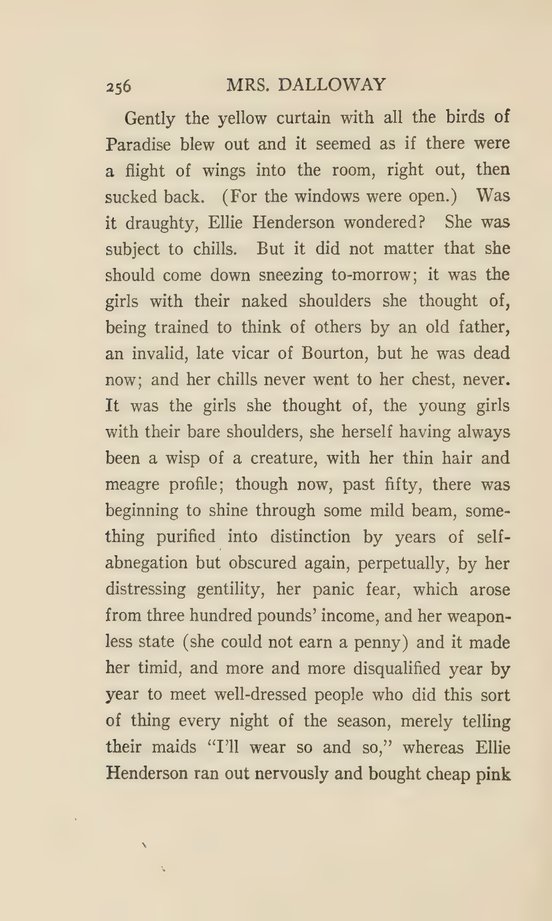 256 MRS. DALLOWAY
Gently the yellow curtain with all the birds of
Paradise blew out and it seemed as if there were
a flight of wings into the room, right out, then
sucked back. (For the windows were open.) Was
it draughty, Ellie Henderson wondered? She was
subject to chills. But it did not matter that she
should come down sneezing to-morrow; it was the
girls with their naked shoulders she thought of,
being trained to think of others by an old father,
an invalid, late vicar of Bourton, but he was dead
now; and her chills never went to her chest, never.
It was the girls she thought of, the young girls
with their bare shoulders, she herself having always
been a wisp of a creature, with her thin hair and
meagre profile; though now, past fifty, there was
beginning to shine through some mild beam, some-
thing purified into distinction by years of self-
abnegation but obscured again, perpetually, by her
distressing gentility, her panic fear, which arose
from three hundred pounds’ income, and her weapon-
less state (she could not earn a penny) and it made
her timid, and more and more disqualified year by
year to meet well-dressed people who did this sort
of thing every night of the season, merely telling
their maids “I’ll wear so and so,” whereas Ellie
Henderson ran out nervously and bought cheap pink